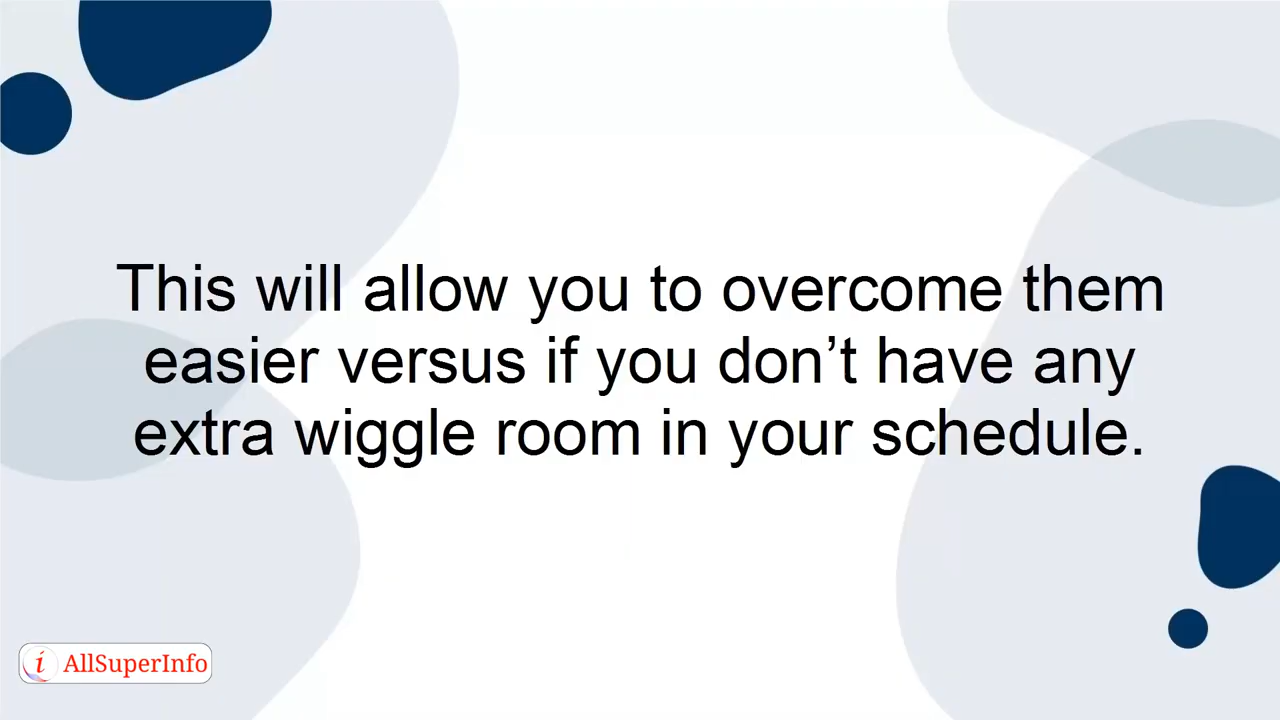 This will allow you to overcome them
easier versus if you don’t have any
extra wiggle room in your schedule.
i AllSuperInfo